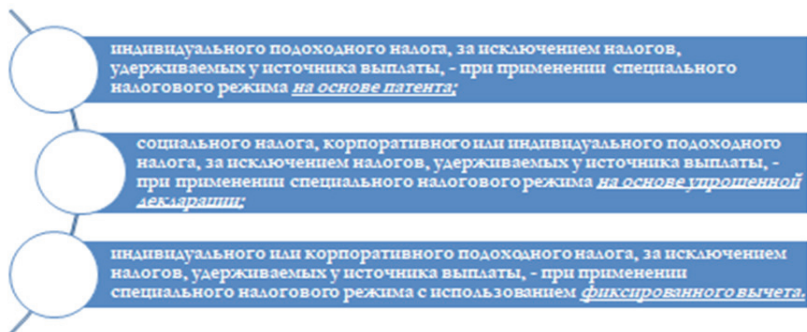 индивидуального подоходного налога, за исключением налогов,
удерживаемых у источника выплаты, - при применении специального
налогового режима на основе патента;
социального налога, корпоративного или индивидуального подоходного
налога, за исключением налогов, удерживаемых у источника выплаты, -
при применении специального налогового режима на основе упрощенной
декларации;
индивидуального или корпоративного подоходного налога, за исключением
налогов, удерживаемых у источника выплаты, - при применении
специального налогового режима с использованием фиксированного вычета.